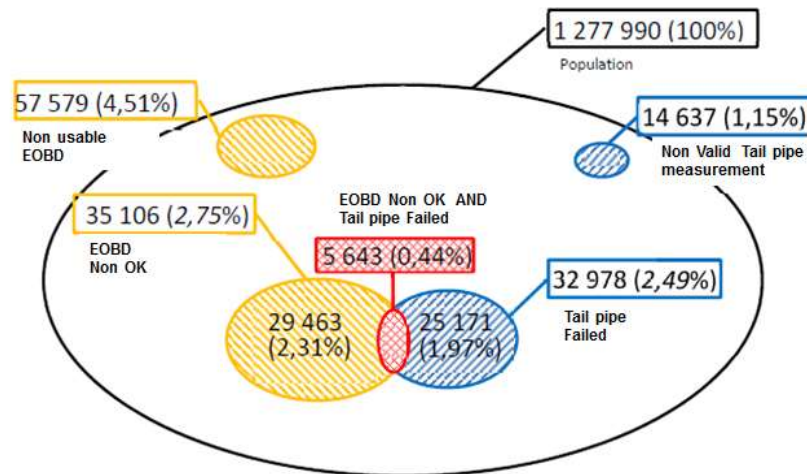 1 277 990 (100%)
Population
57 579 (4,51%)
Non usable
EOBD
14 637 (1,15%)
Non Valid Tail pipe
measurement
35 106 (2,75%)
EOBD
Non OK
EOBD Non OK AND
Tail pipe Failed
5 643 (0,44%)
32 978 (2,49%)
Tail pipe
Failed
29 463
(2,31%)
25 171
(1,97%)